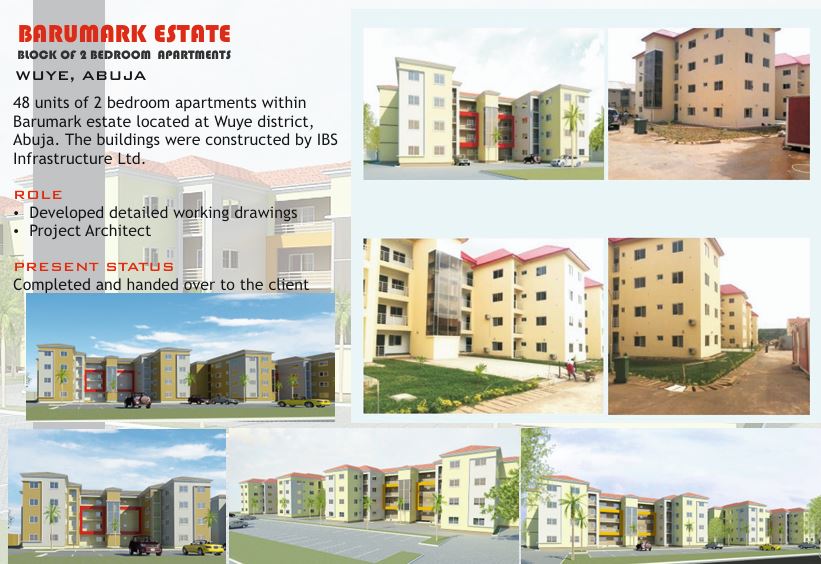 BARUMARK ESTATE
BLOCK OF 2 BEDROOM APARTMENTS
WUYE, ABUJA
48 units of 2 bedroom apartments within
Barumark estate located at Wuye district,
Abuja. The buildings were constructed by IBS
Infrastructure Ltd.
ROLE
• Developed detailed working drawings
• Project Architect
PRESENT STATUS
Completed and handed over to the client